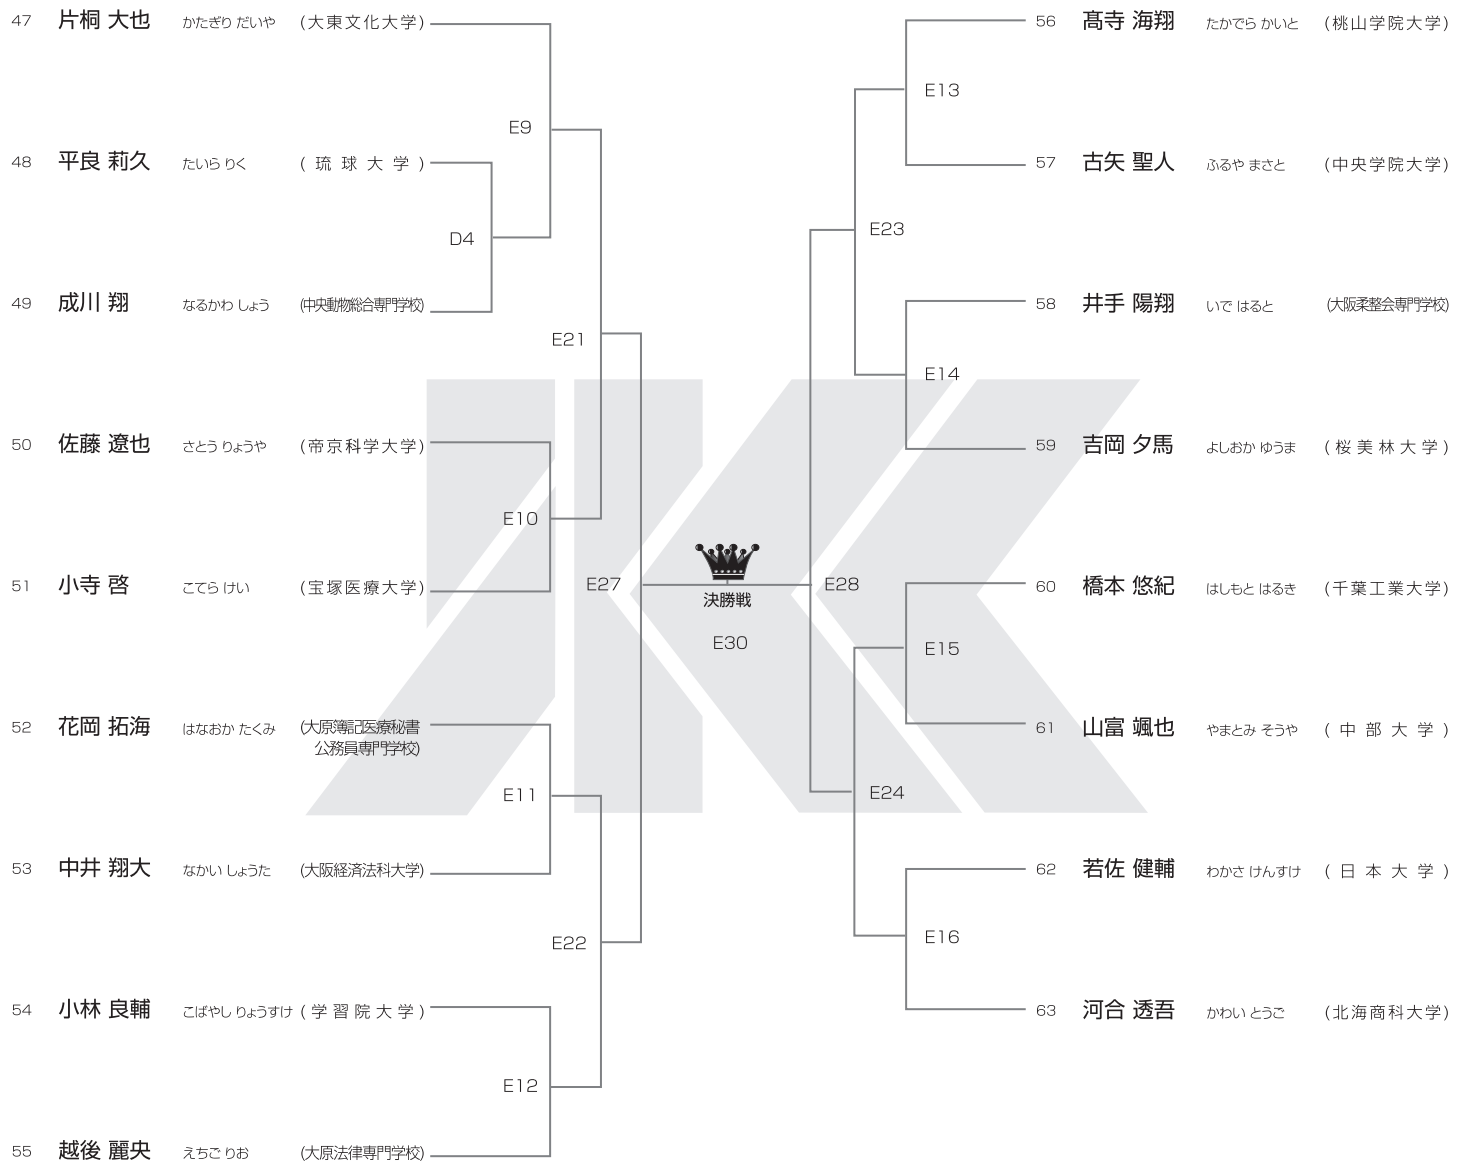 47 片桐 大也 かたぎり だいや (大東文化大学)
E9
48 平良 莉久 たいら りく (琉球大学)
D4
49 成川 翔 なるかわ しょう (中央動物総合専門学校)
E21
50 佐藤 遼也 さとう りょうや (帝京科学大学)
E10
51 小寺 啓 こてら けい (宝塚医療大学)
E27
52 花岡 拓海 はなおか たくみ (大原簿記医療秘書
公務員専門学校)
E11
53 中井 翔大 なかい しょうた (大阪経済法科大学)
E22
54 小林 良輔 こばやし りょうすけ (学習院大学)
E12
55 越後 麗央 えちご りお (大原法律専門学校)
決勝戦
E30
56 髙寺 海翔 たかでら かいと (桃山学院大学)
E13
57 古矢 聖人 ふるや まさと (中央学院大学)
E23
58 井手 陽翔 いで はると (大阪柔整会専門学校)
E14
59 吉岡 夕馬 よしおか ゆうま (桜美林大学)
E28
60 橋本 悠紀 はしもと はるき (千葉工業大学)
E15
61 山富 颯也 やまとみ そうや (中部大学)
E24
62 若佐 健輔 わかさ けんすけ (日本大学)
E16
63 河合 透吾 かわい とうご (北海商科大学)